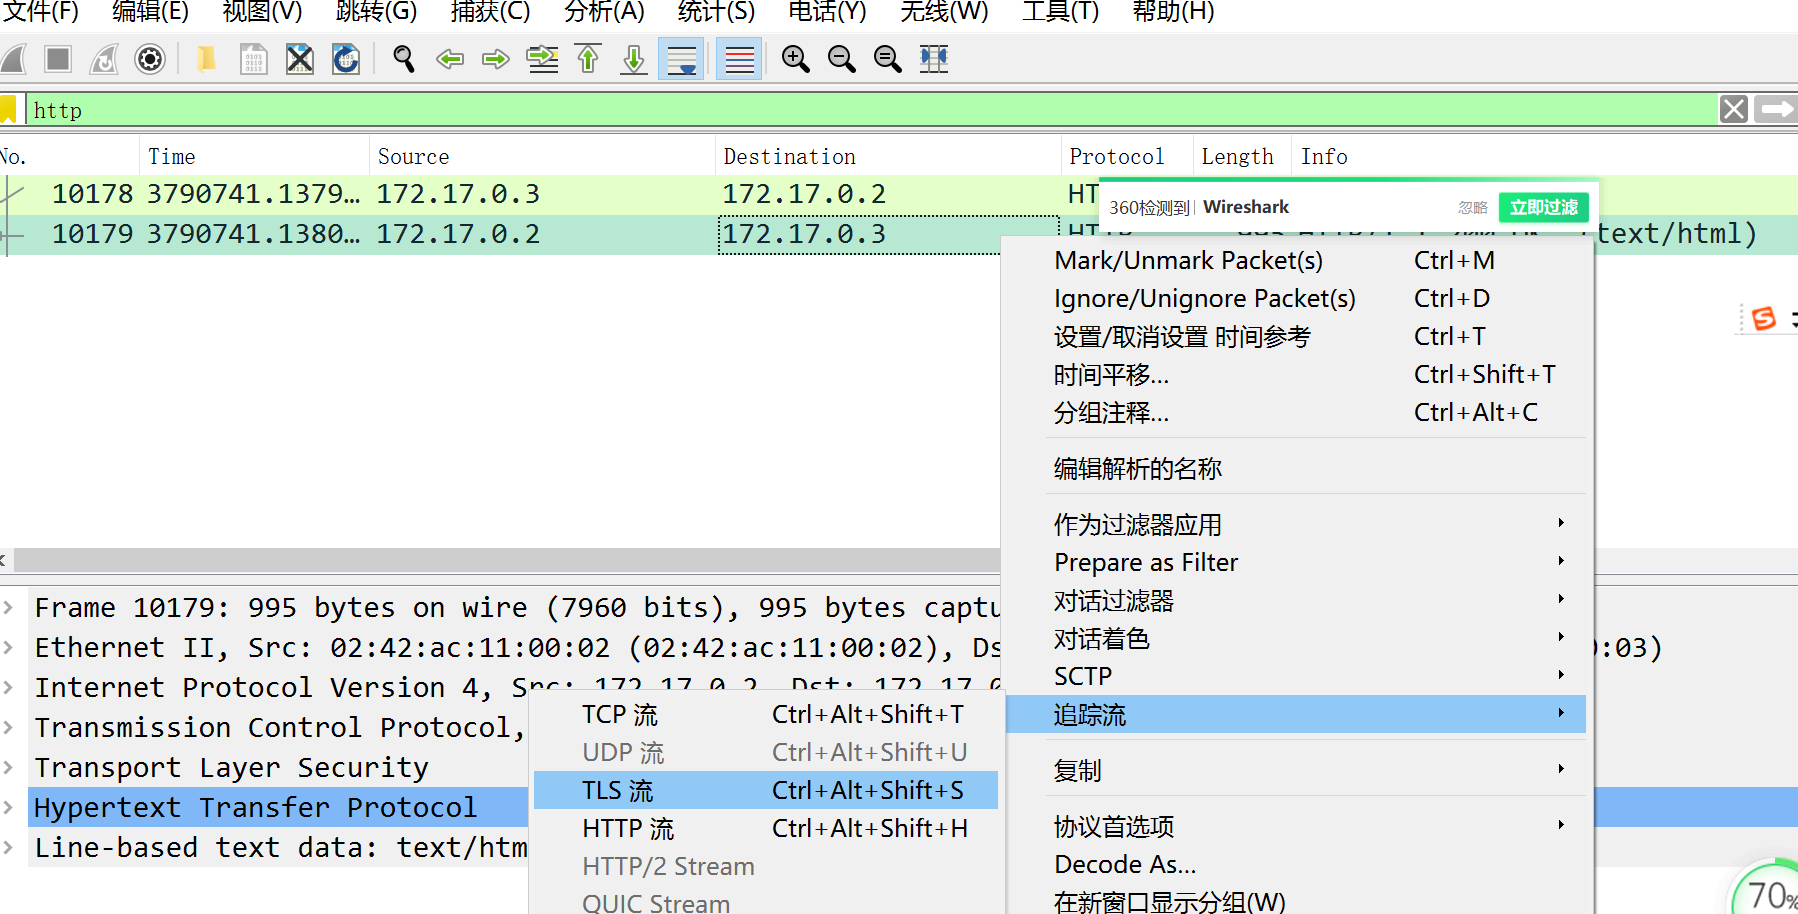 文件(F) 编辑(E) 视图(V) 跳转(G) 捕获(C) 分析(A) 统计(S) 电话(Y) 无线(W) 工具(T) 帮助(H)
http
No. Time Source Destination Protocol Length Info
10178 3790741.1379… 172.17.0.3 172.17.0.2 HT
360检测到 Wireshark 忽略 立即过滤
10179 3790741.1380… 172.17.0.2 172.17.0.3 HTTP 995 HTTP/1.1 200 OK (text/html)
Mark/Unmark Packet(s) Ctrl+M
Ignore/Unignore Packet(s) Ctrl+D
设置/取消设置 时间参考 Ctrl+T
时间平移… Ctrl+Shift+T
分组注释… Ctrl+Alt+C
编辑解析的名称
作为过滤器应用
Prepare as Filter
对话过滤器
对话着色
SCTP
追踪流
复制
协议首选项
Decode As…
在新窗口显示分组(W)
Frame 10179: 995 bytes on wire (7960 bits), 995 bytes captu
Ethernet II, Src: 02:42:ac:11:00:02 (02:42:ac:11:00:02), Ds :03)
Internet Protocol Version 4, Src: 172.17.0.2, Dst: 172.17.0
Transmission Control Protocol,
Transport Layer Security
Hypertext Transfer Protocol
Line-based text data: text/htm
TCP 流 Ctrl+Alt+Shift+T
UDP 流 Ctrl+Alt+Shift+U
TLS 流 Ctrl+Alt+Shift+S
HTTP 流 Ctrl+Alt+Shift+H
HTTP/2 Stream
QUIC Stream
70%